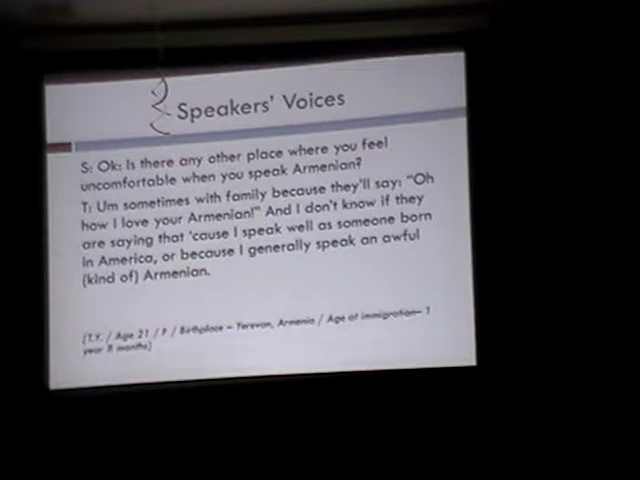 Speakers' Voices
S: Ok: Is there any other place where you feel
uncomfortable when you speak Armenian?
T: Um sometimes with family because they'll say: "Oh
how I love your Armenian!" And I don't know if they
are saying that 'cause I speak well as someone born
in America, or because I generally speak an awful
(kind of) Armenian.
(T.Y. / Age 21 / F / Birthplace – Yerevan, Armenia / Age of immigration– 1
year 8 months)